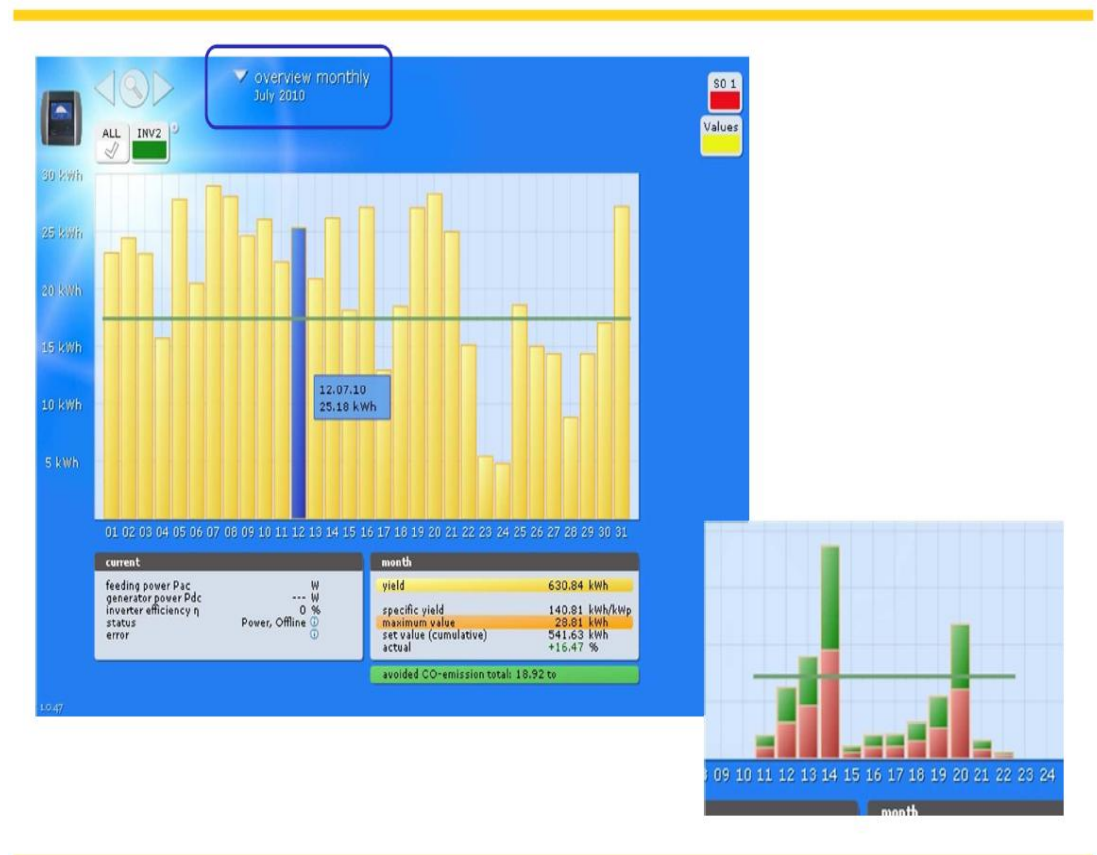 overview monthly
July 2010
S0 1
Values
ALL INV2
30 kWh
25 kWh
20 kWh
15 kWh
10 kWh
5 kWh
12.07.10
25.18 kWh
01 02 03 04 05 06 07 08 09 10 11 12 13 14 15 16 17 18 19 20 21 22 23 24 25 26 27 28 29 30 31
current
feeding power Pac W
generator power Pdc --- W
inverter efficiency η 0 %
status Power, Offline
error
month
yield 630.84 kWh
specific yield 140.81 kWh/kWp
maximum value 28.81 kWh
set value (cumulative) 541.63 kWh
actual +16.47 %
avoided CO-emission total: 18.92 to
1.0.47
09 10 11 12 13 14 15 16 17 18 19 20 21 22 23 24
month